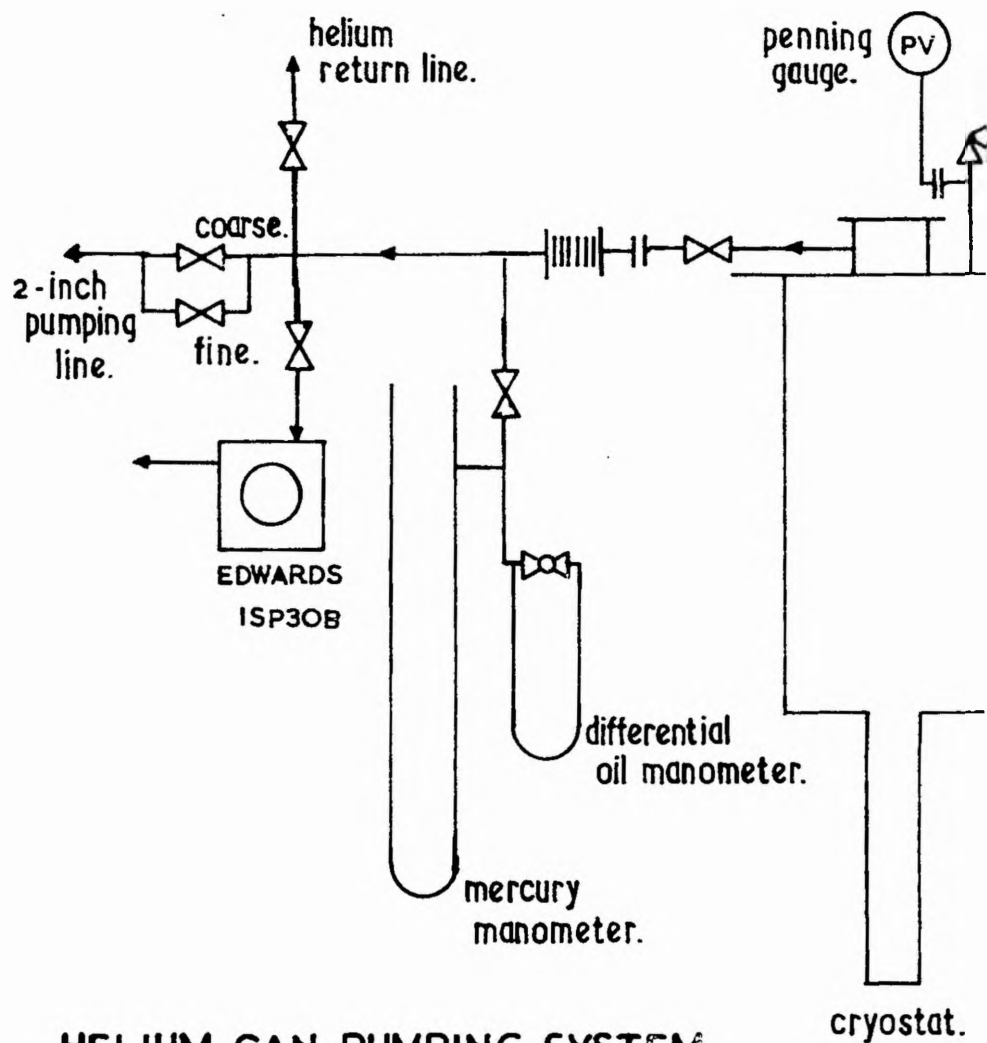 helium
return line.
penning
gauge.
PV
coarse.
2-inch
pumping
line.
fine.
EDWARDS
ISP30B
differential
oil manometer.
mercury
manometer.
cryostat.
HELIUM CAN PUMPING SYSTEM